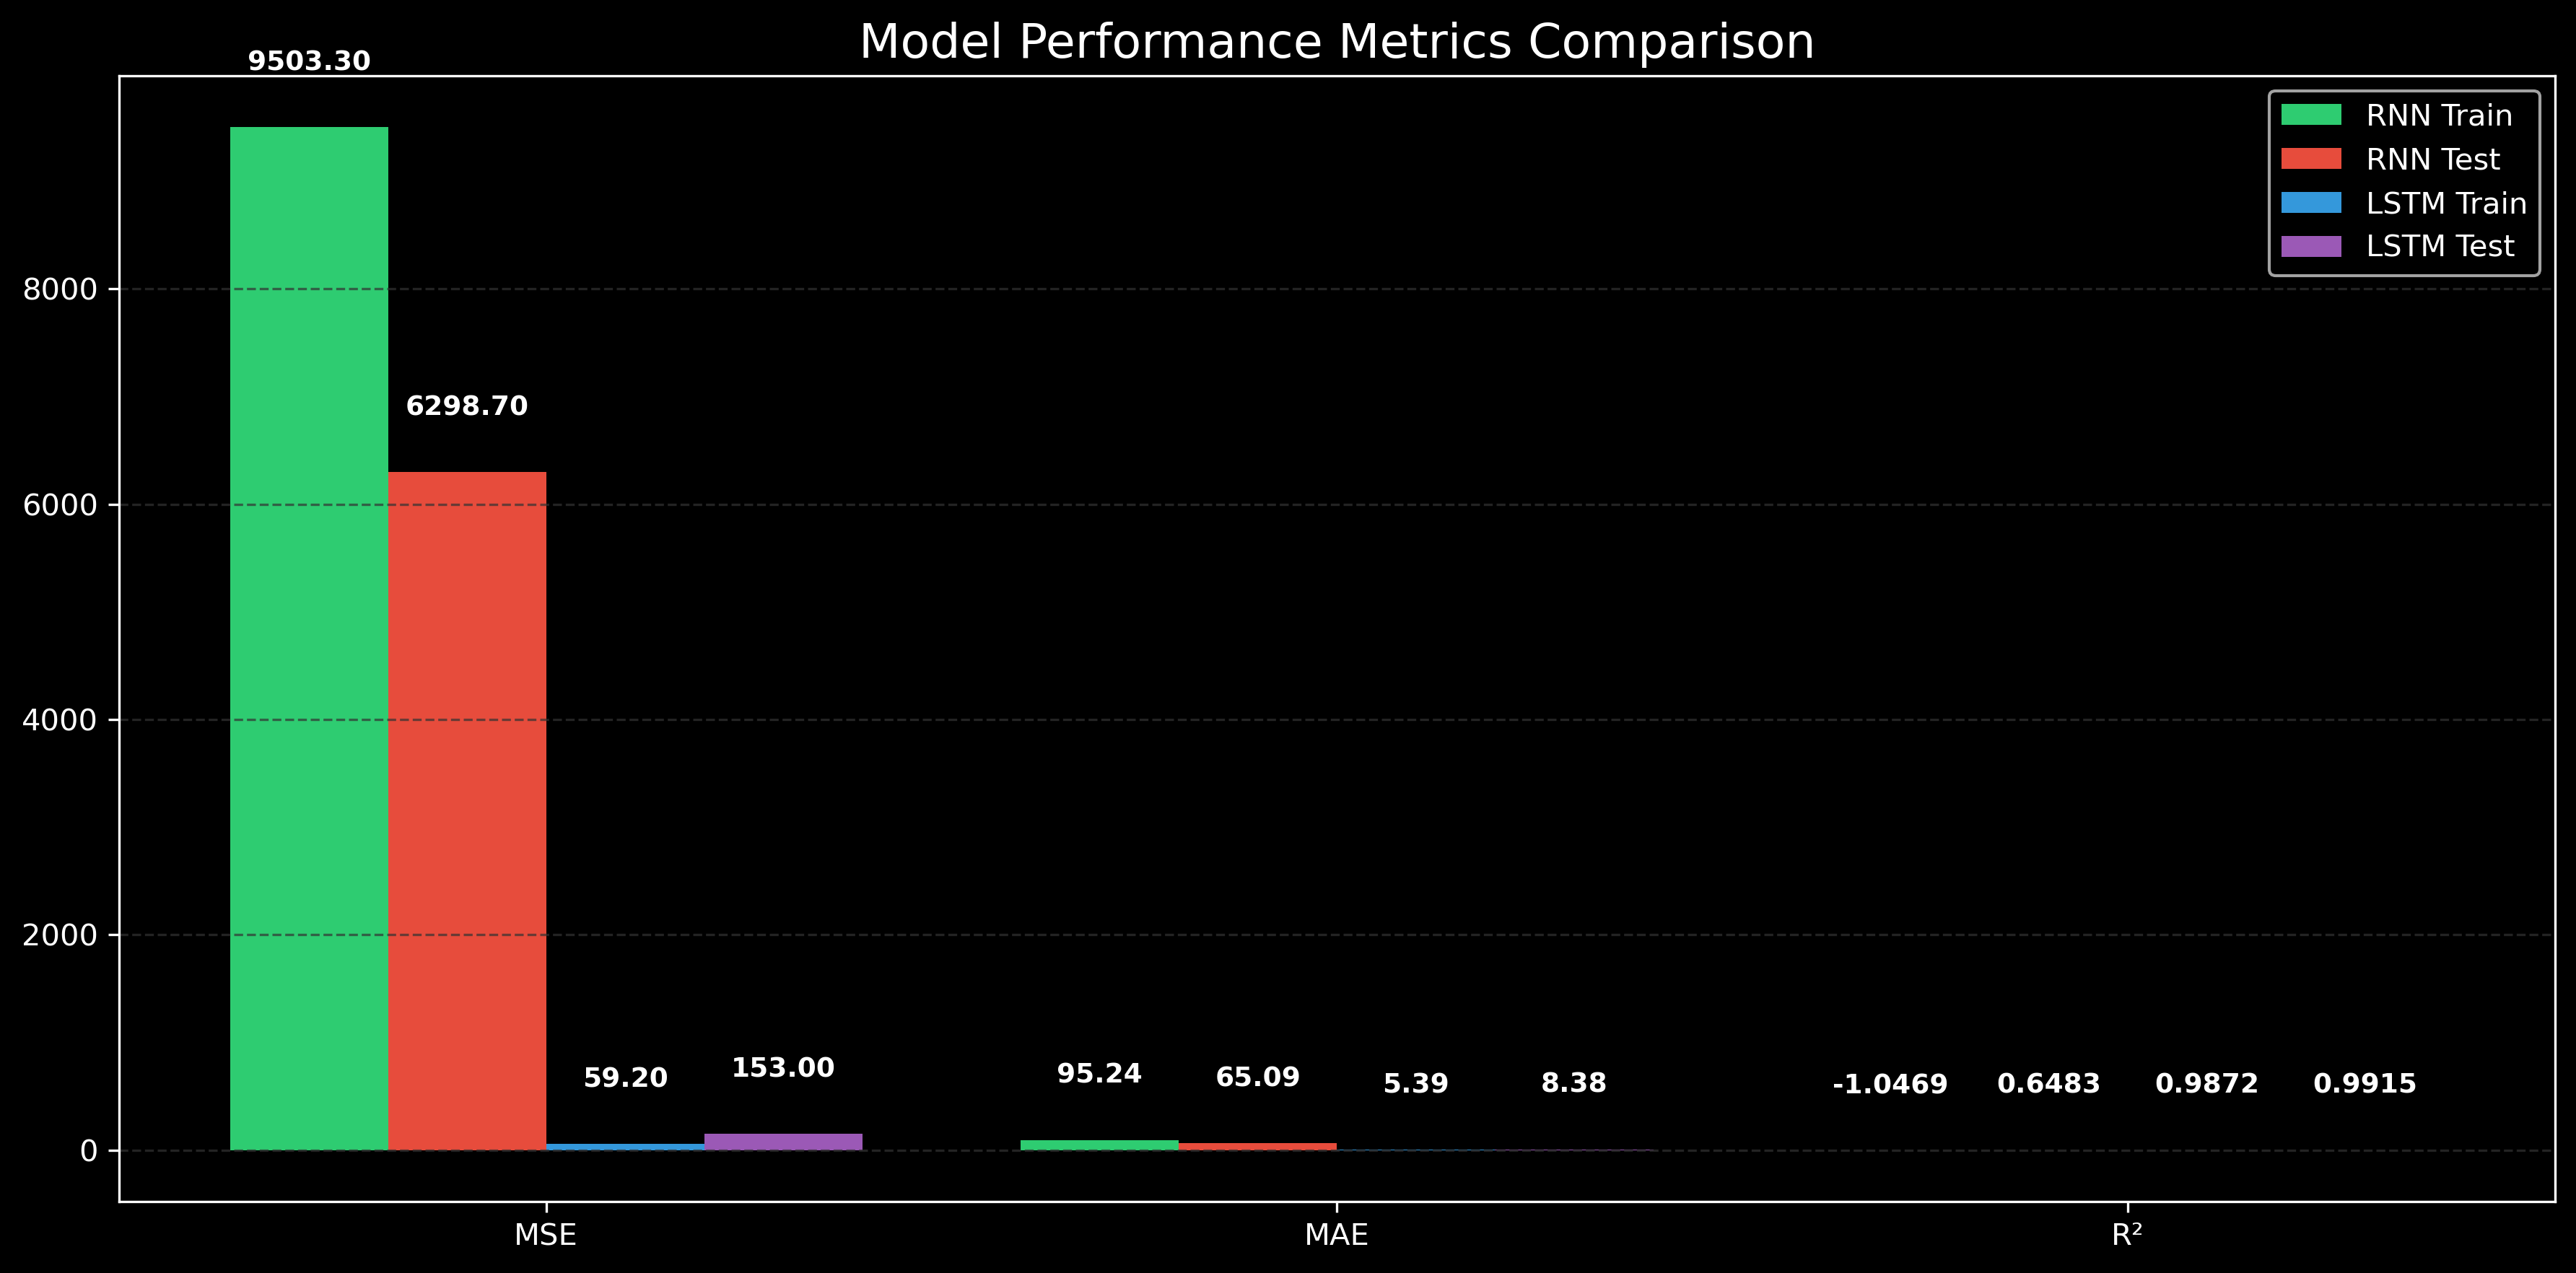 Model Performance Metrics Comparison
9503.30
RNN Train
RNN Test
LSTM Train
LSTM Test
8000
6298.70
6000
4000
2000
59.20
153.00
95.24
65.09
5.39
8.38
-1.0469
0.6483
0.9872
0.9915
0
MSE
MAE
R²